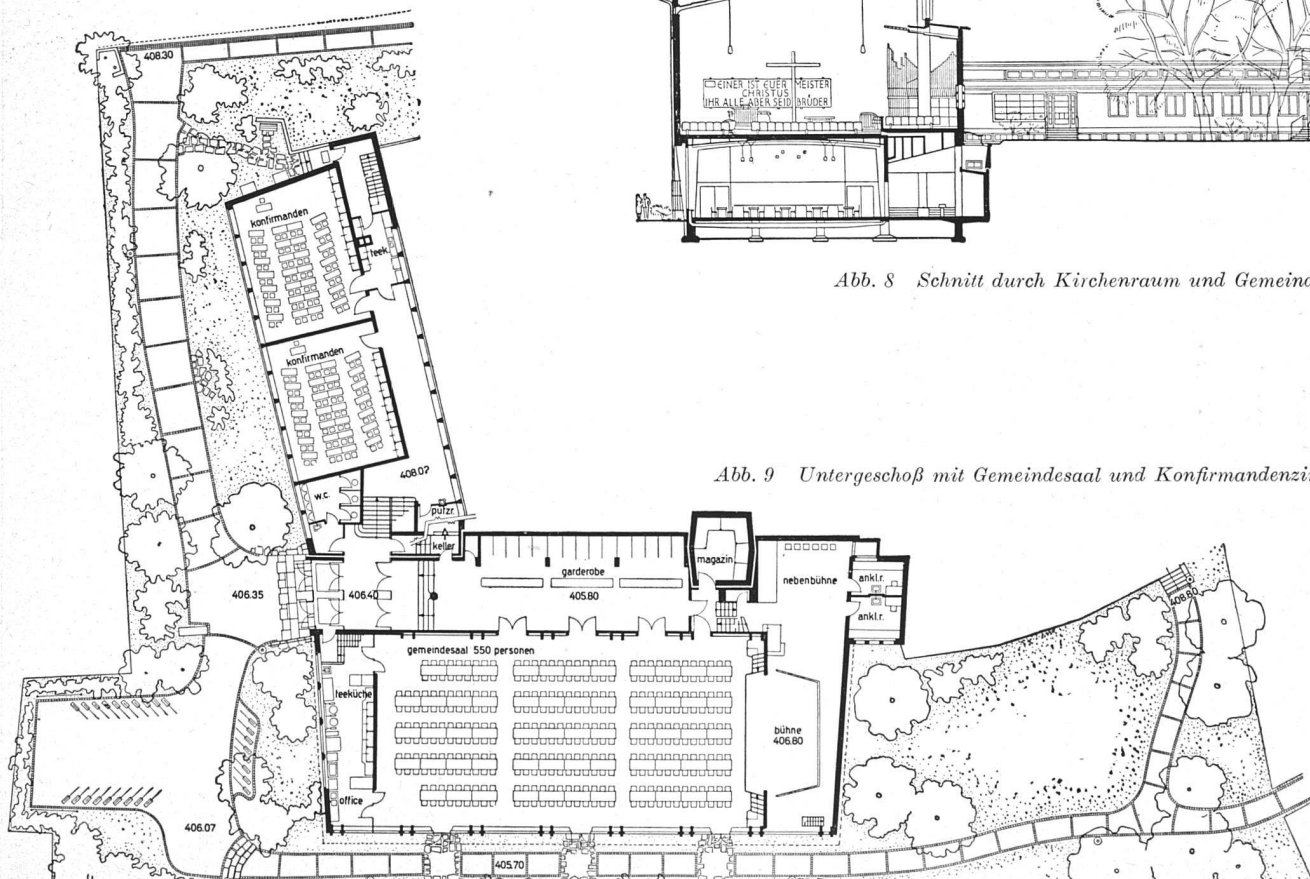 EINER IST EUER MEISTER
CHRISTUS
IHR ALLE ABER SEID BRÜDER
Abb. 8 Schnitt durch Kirchenraum und Gemeind
Abb. 9 Untergeschoß mit Gemeindesaal und Konfirmandenzi
408.30
konfirmanden
teek.
konfirmanden
408.07
w.c.
putzr.
keller
magazin
garderobe
405.80
nebenbühne
ankl.r.
ankl.r.
406.35
406.40
408.80
gemeindesaal 550 personen
teeküche
bühne
406.80
office
406.07
405.70